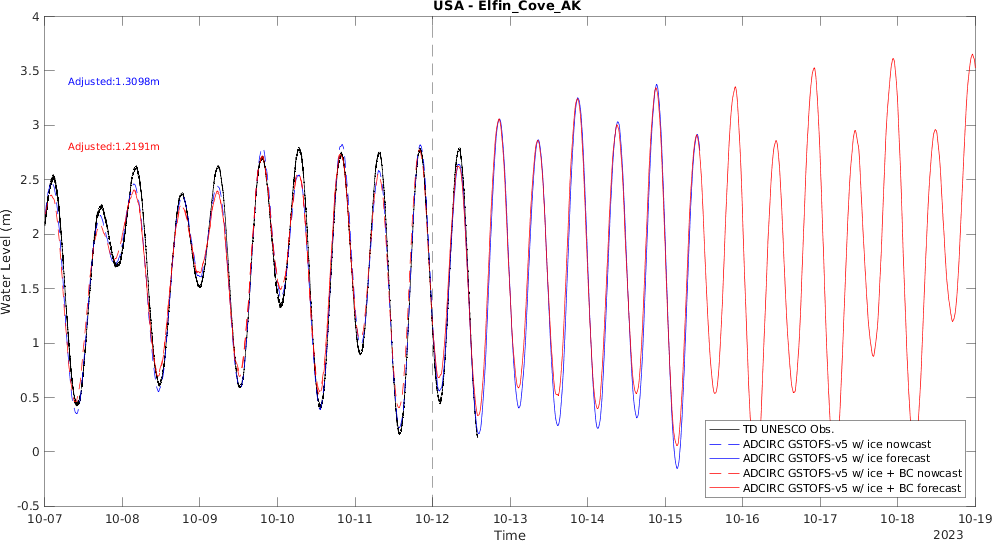 USA - Elfin_Cove_AK
4
3.5
3
2.5
2
1.5
1
0.5
0
-0.5
Water Level (m)
Adjusted:1.3098m
Adjusted:1.2191m
TD UNESCO Obs.
ADCIRC GSTOFS-v5 w/ ice nowcast
ADCIRC GSTOFS-v5 w/ ice forecast
ADCIRC GSTOFS-v5 w/ ice + BC nowcast
ADCIRC GSTOFS-v5 w/ ice + BC forecast
10-07 10-08 10-09 10-10 10-11 10-12 10-13 10-14 10-15 10-16 10-17 10-18 10-19
Time
2023